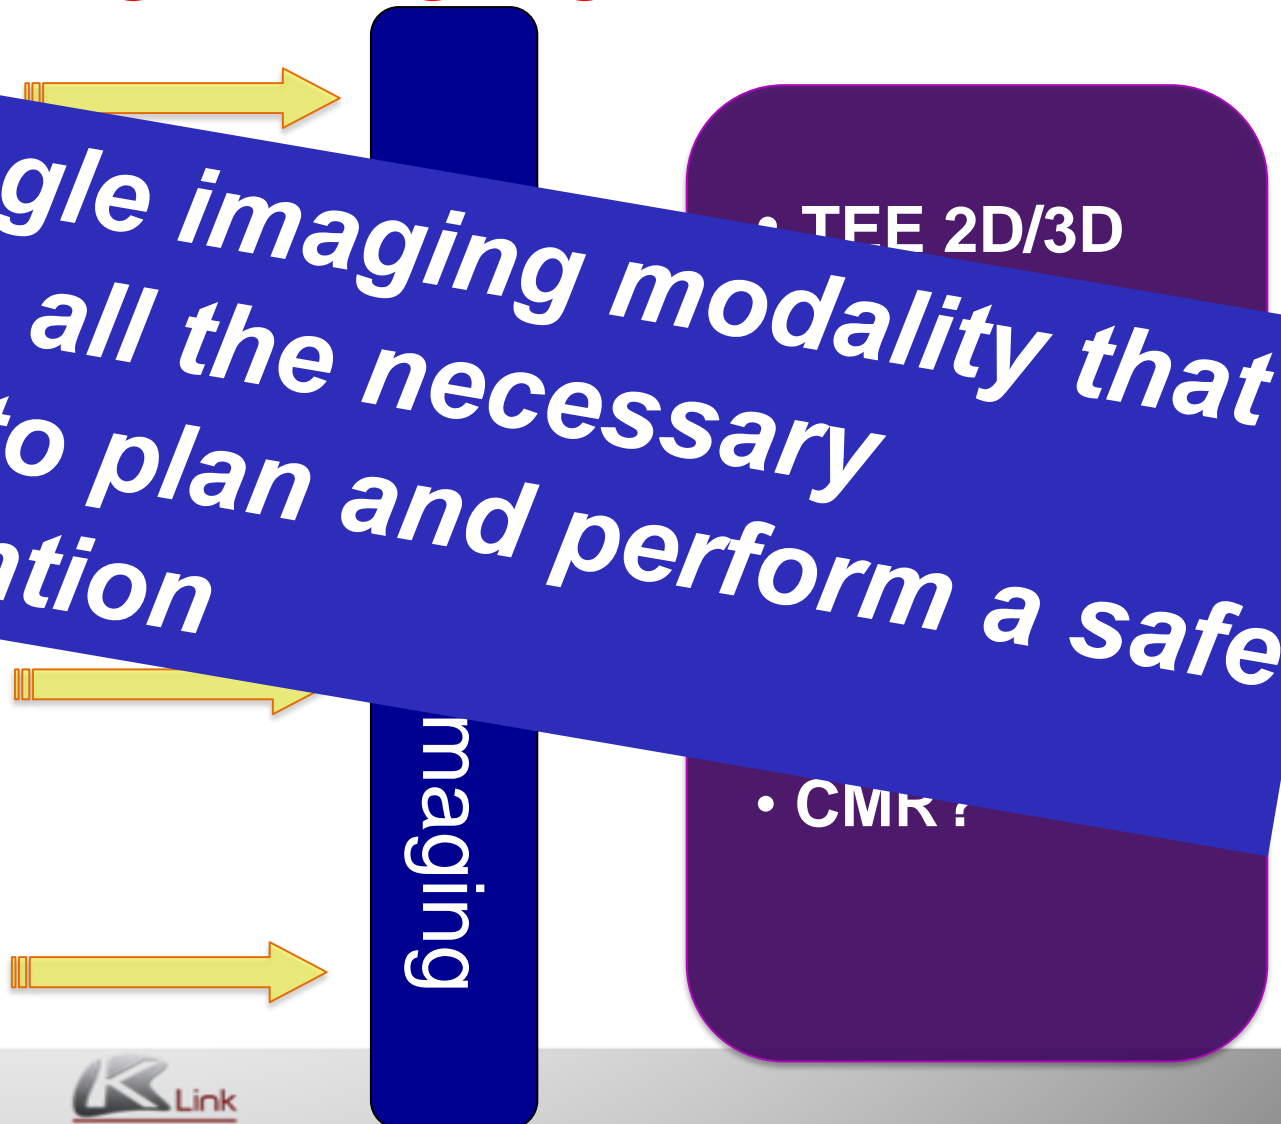 TEE 2D/3D
gle imaging modality that
all the necessary
to plan and perform a safe
ntion
maging
• CMR?
Link